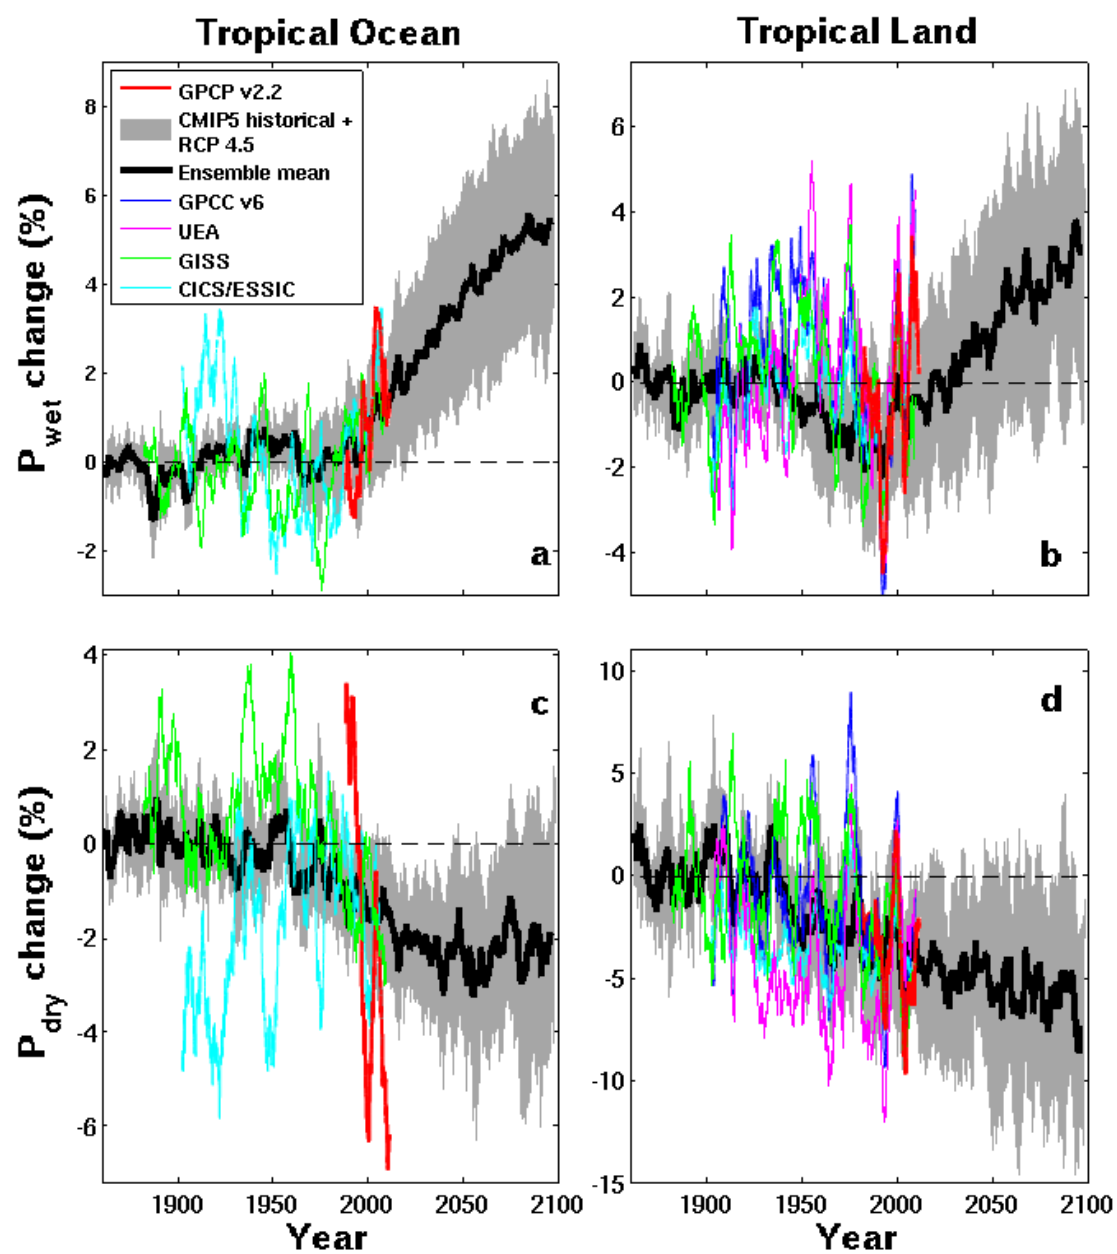 Tropical Ocean
Tropical Land
GPCP v2.2
CMIP5 historical +
RCP 4.5
Ensemble mean
GPCC v6
UEA
GISS
CICS/ESSIC
P wet change (%)
8
6
4
2
0
-2
a
6
4
2
0
-2
-4
b
P dry change (%)
4
2
0
-2
-4
-6
c
10
5
0
-5
-10
-15
d
1900 1950 2000 2050 2100
1900 1950 2000 2050 2100
Year
Year